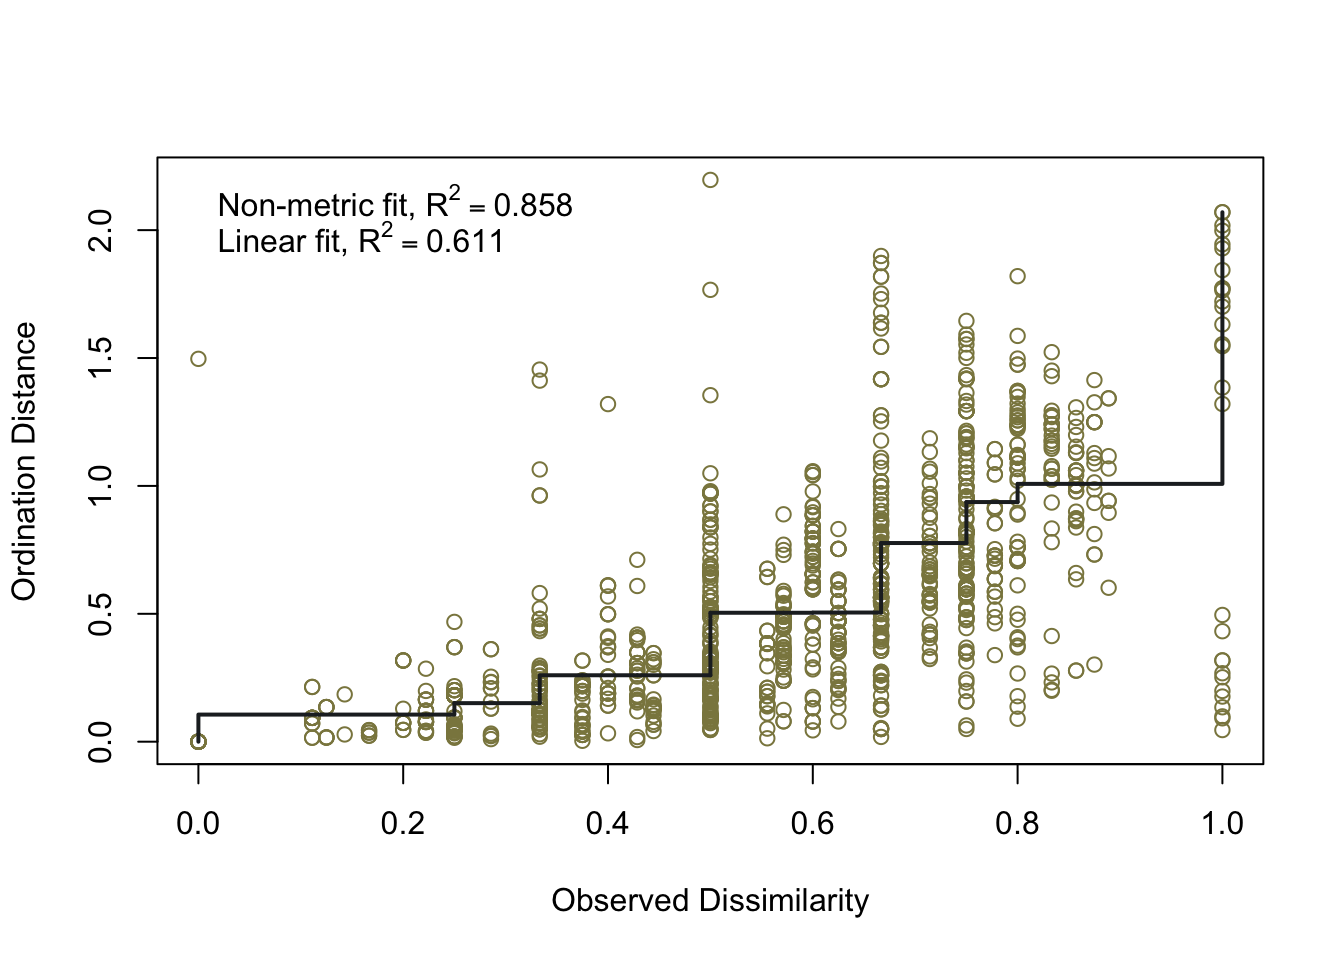 Non-metric fit, R² = 0.858
Linear fit, R² = 0.611
Ordination Distance
2.0
1.5
1.0
0.5
0.0
0.0 0.2 0.4 0.6 0.8 1.0
Observed Dissimilarity